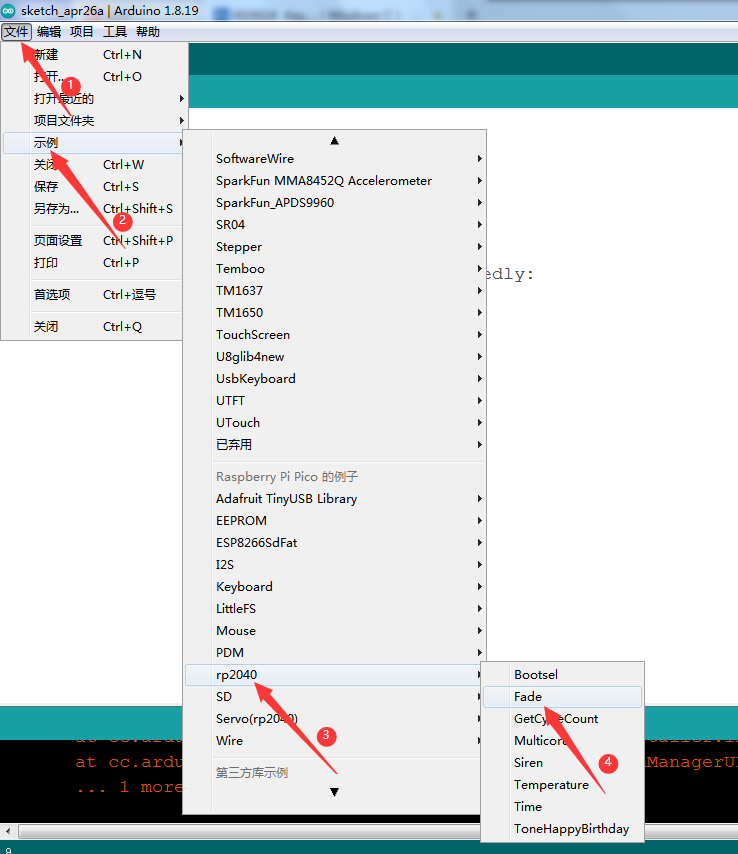 sketch_apr26a | Arduino 1.8.19
文件 编辑 项目 工具 帮助
新建 Ctrl+N
打开... Ctrl+O
1
打开最近的
项目文件夹
示例
关闭 Ctrl+W
保存 Ctrl+S
另存为... Ctrl+Shift+S
2
页面设置 Ctrl+Shift+P
打印 Ctrl+P
首选项 Ctrl+逗号
关闭 Ctrl+Q
SoftwareWire
SparkFun MMA8452Q Accelerometer
SparkFun_APDS9960
SR04
Stepper
Temboo
edly:
TM1637
TM1650
TouchScreen
U8glib4new
UsbKeyboard
UTFT
UTouch
已弃用
Raspberry Pi Pico 的例子
Adafruit TinyUSB Library
EEPROM
ESP8266SdFat
I2S
Keyboard
LittleFS
Mouse
PDM
rp2040
SD
Servo(rp2040)
3
Wire
第三方库示例
Bootsel
Fade
GetCycleCount
Multicore
Siren
4
Temperature
Time
ToneHappyBirthday
at cc.ardu
ManagerUI
... 1 more
9